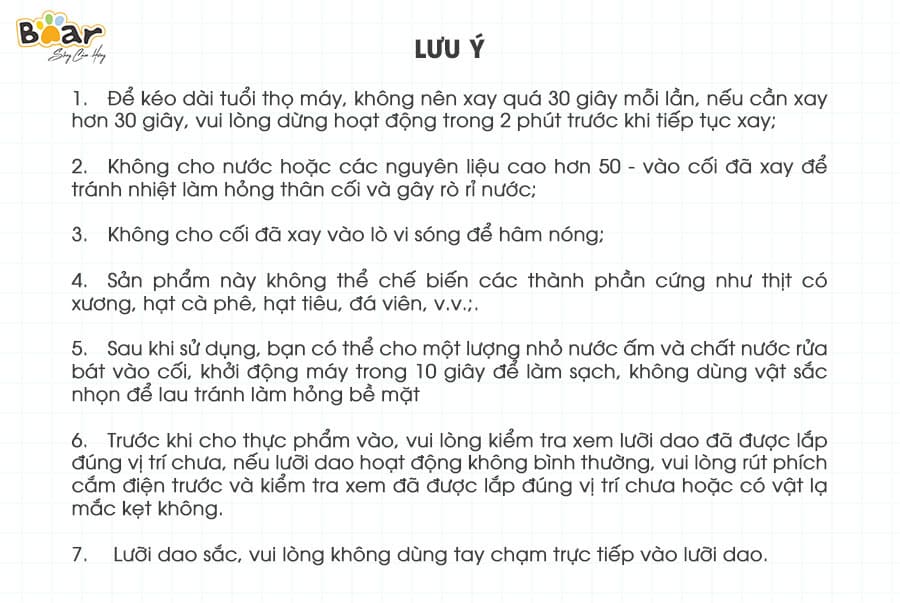 Bear
Sống Cân Hứng
LƯU Ý
1. Để kéo dài tuổi thọ máy, không nên xay quá 30 giây mỗi lần, nếu cần xay
hơn 30 giây, vui lòng dừng hoạt động trong 2 phút trước khi tiếp tục xay;
2. Không cho nước hoặc các nguyên liệu cao hơn 50 - vào cối đã xay để
tránh nhiệt làm hỏng thân cối và gây rò rỉ nước;
3. Không cho cối đã xay vào lò vi sóng để hâm nóng;
4. Sản phẩm này không thể chế biến các thành phần cứng như thịt có
xương, hạt cà phê, hạt tiêu, đá viên, v.v.;.
5. Sau khi sử dụng, bạn có thể cho một lượng nhỏ nước ấm và chất nước rửa
bát vào cối, khởi động máy trong 10 giây để làm sạch, không dùng vật sắc
nhọn để lau tránh làm hỏng bề mặt
6. Trước khi cho thực phẩm vào, vui lòng kiểm tra xem lưỡi dao đã được lắp
đúng vị trí chưa, nếu lưỡi dao hoạt động không bình thường, vui lòng rút phích
cắm điện trước và kiểm tra xem đã được lắp đúng vị trí chưa hoặc có vật lạ
mắc kẹt không.
7. Lưỡi dao sắc, vui lòng không dùng tay chạm trực tiếp vào lưỡi dao.